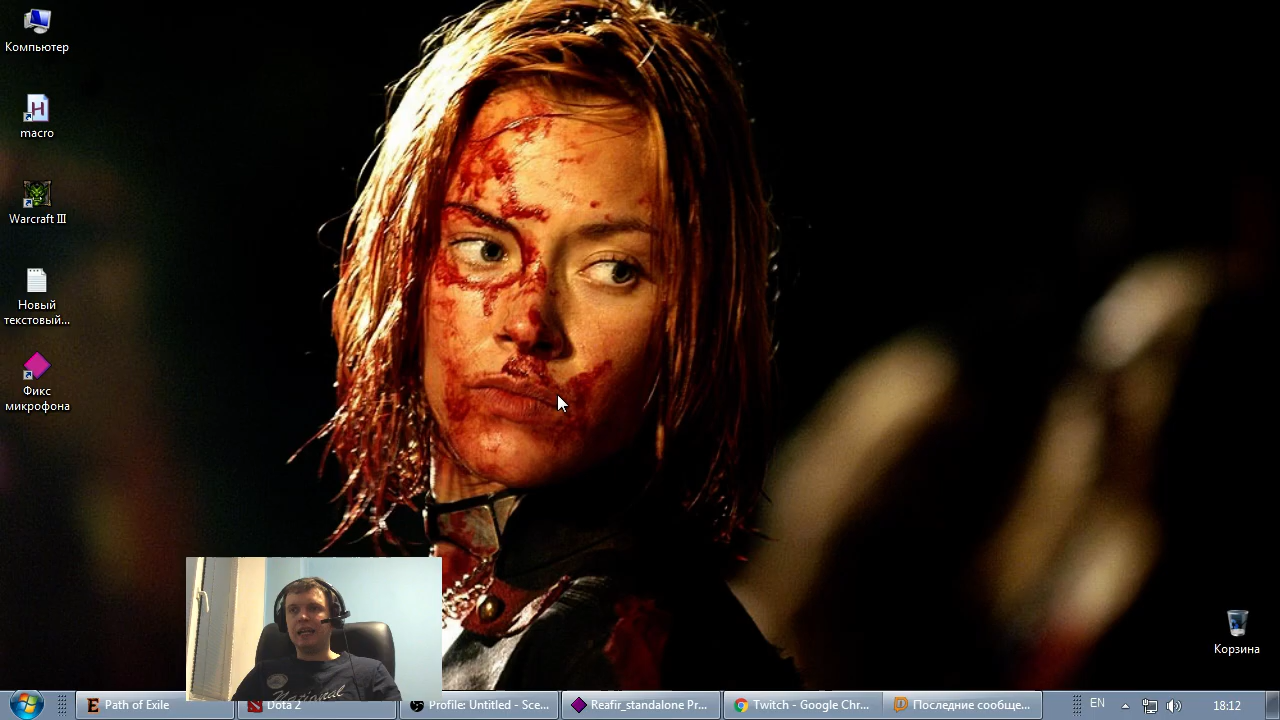 Компьютер
macro
Warcraft III
Новый
текстовый...
Фикс
микрофона
National
Корзина
Path of Exile
Dota 2
Profile: Untitled - Sce...
Reafir_standalone Pr...
Twitch - Google Chr...
Последние сообще...
EN
18:12